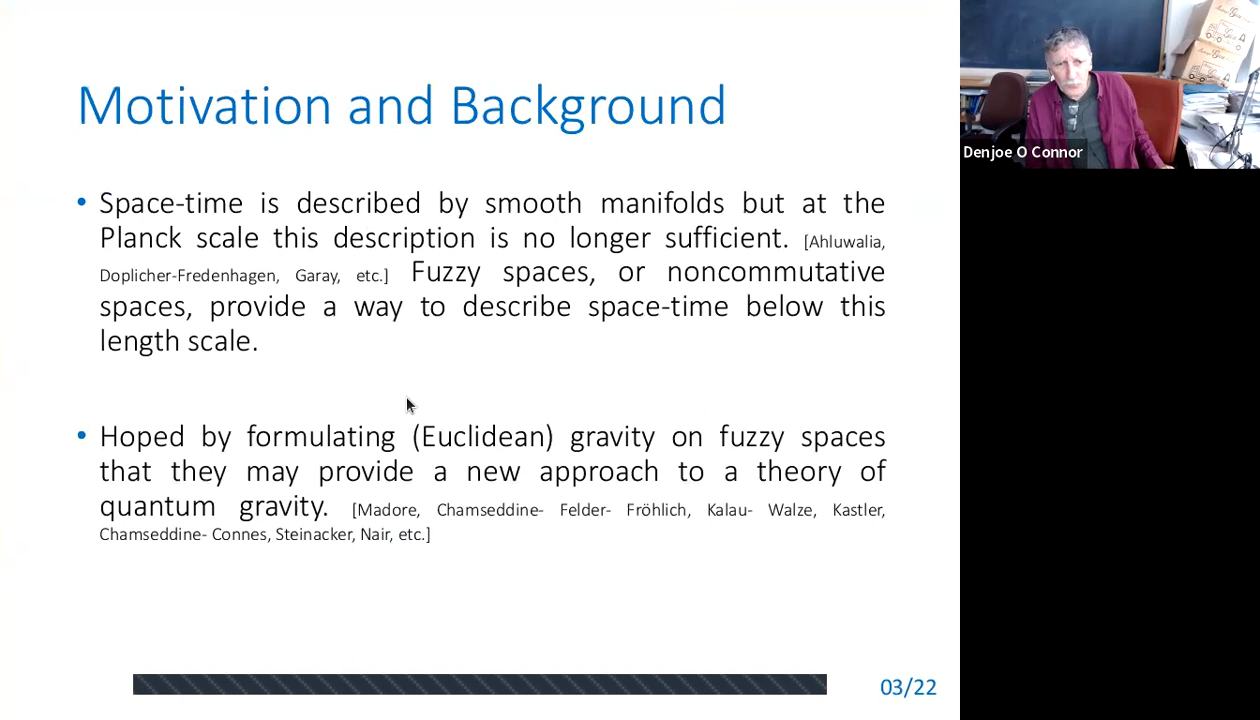 Motivation and Background
• Space-time is described by smooth manifolds but at the
Planck scale this description is no longer sufficient. [Ahluwalia,
Doplicher-Fredenhagen, Garay, etc.] Fuzzy spaces, or noncommutative
spaces, provide a way to describe space-time below this
length scale.
• Hoped by formulating (Euclidean) gravity on fuzzy spaces
that they may provide a new approach to a theory of
quantum gravity. [Madore, Chamseddine- Felder- Fröhlich, Kalau- Walze, Kastler,
Chamseddine- Connes, Steinacker, Nair, etc.]
03/22
Denjoe O Connor